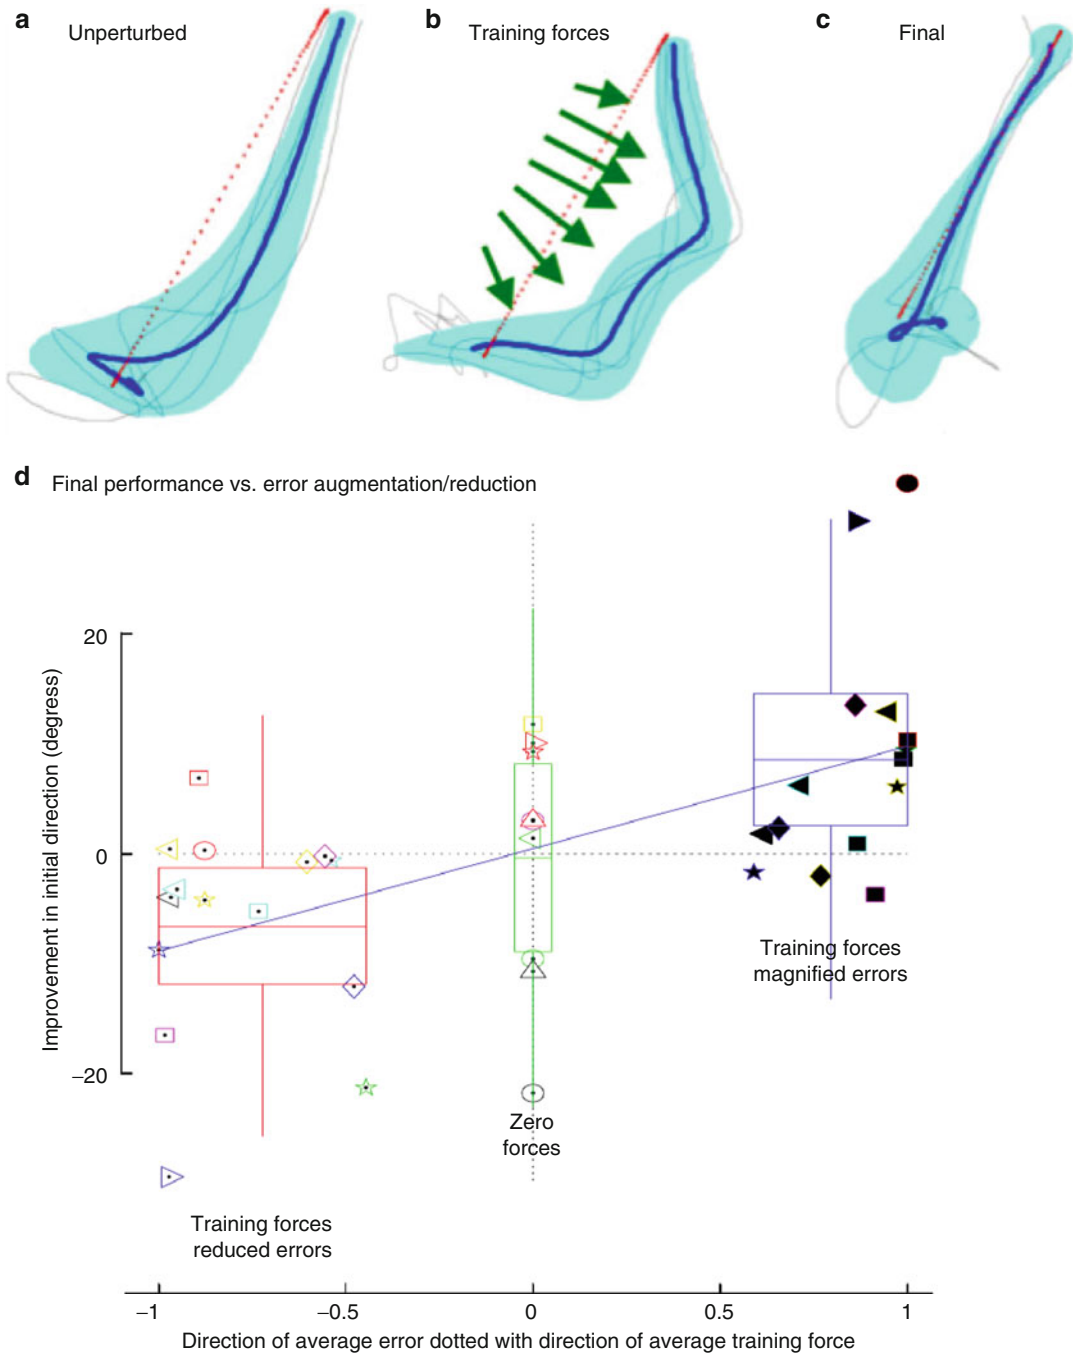 a Unperturbed
b Training forces
c Final
d Final performance vs. error augmentation/reduction
Improvement in initial direction (degress)
20
0
−20
Training forces
magnified errors
Zero
forces
Training forces
reduced errors
−1 −0.5 0 0.5 1
Direction of average error dotted with direction of average training force